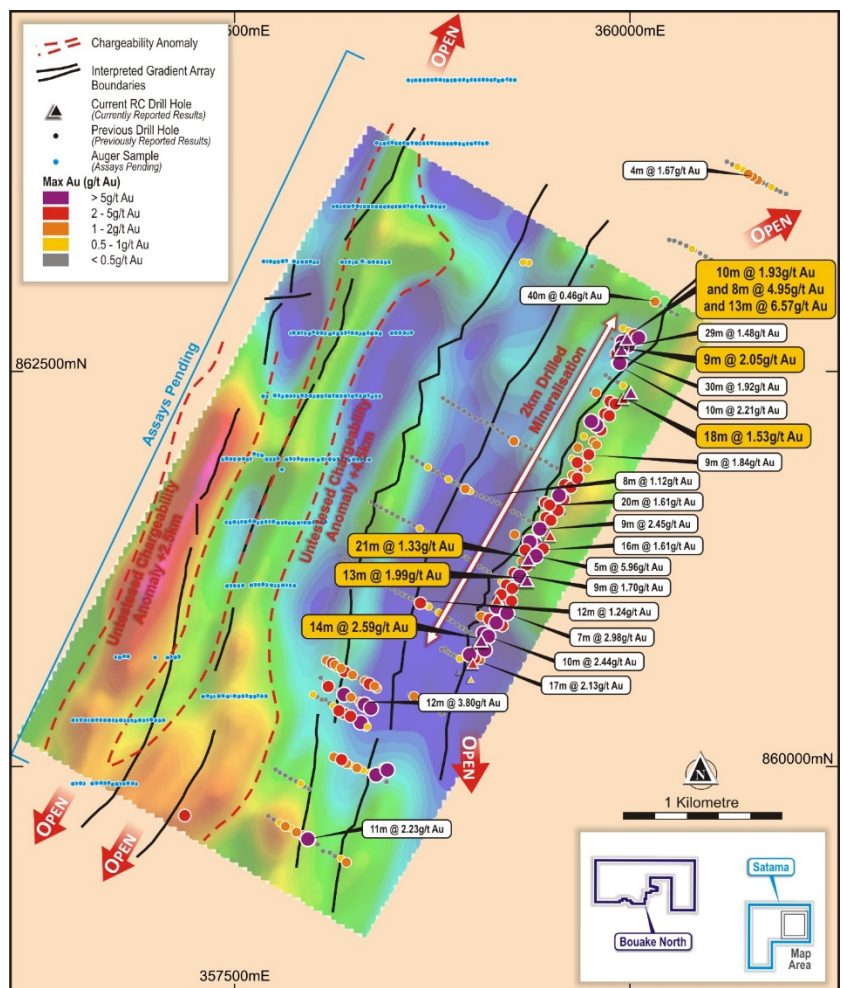 Chargeability Anomaly
Interpreted Gradient Array
Boundaries
Current RC Drill Hole
(Currently Reported Results)
Previous Drill Hole
(Previously Reported Results)
Auger Sample
(Assays Pending)
Max Au (g/t Au)
> 5g/t Au
2 - 5g/t Au
1 - 2g/t Au
0.5 - 1g/t Au
< 0.5g/t Au
500mE
360000mE
OPEN
4m @ 1.67g/t Au
OPEN
10m @ 1.93g/t Au
and 8m @ 4.95g/t Au
and 13m @ 6.57g/t Au
40m @ 0.46g/t Au
29m @ 1.48g/t Au
9m @ 2.05g/t Au
862500mN
30m @ 1.92g/t Au
10m @ 2.21g/t Au
18m @ 1.53g/t Au
Assays Pending
2km Drilled
Mineralisation
9m @ 1.84g/t Au
8m @ 1.12g/t Au
20m @ 1.61g/t Au
9m @ 2.45g/t Au
21m @ 1.33g/t Au
16m @ 1.61g/t Au
5m @ 5.96g/t Au
13m @ 1.99g/t Au
9m @ 1.70g/t Au
12m @ 1.24g/t Au
14m @ 2.59g/t Au
7m @ 2.98g/t Au
10m @ 2.44g/t Au
17m @ 2.13g/t Au
Untestesed Chargeability
Anomaly +2.5km
Untestesed Chargeability
Anomaly +4.5km
12m @ 3.80g/t Au
OPEN
860000mN
N
1 Kilometre
OPEN
OPEN
11m @ 2.23g/t Au
Satama
Bouake North
Map
Area
357500mE